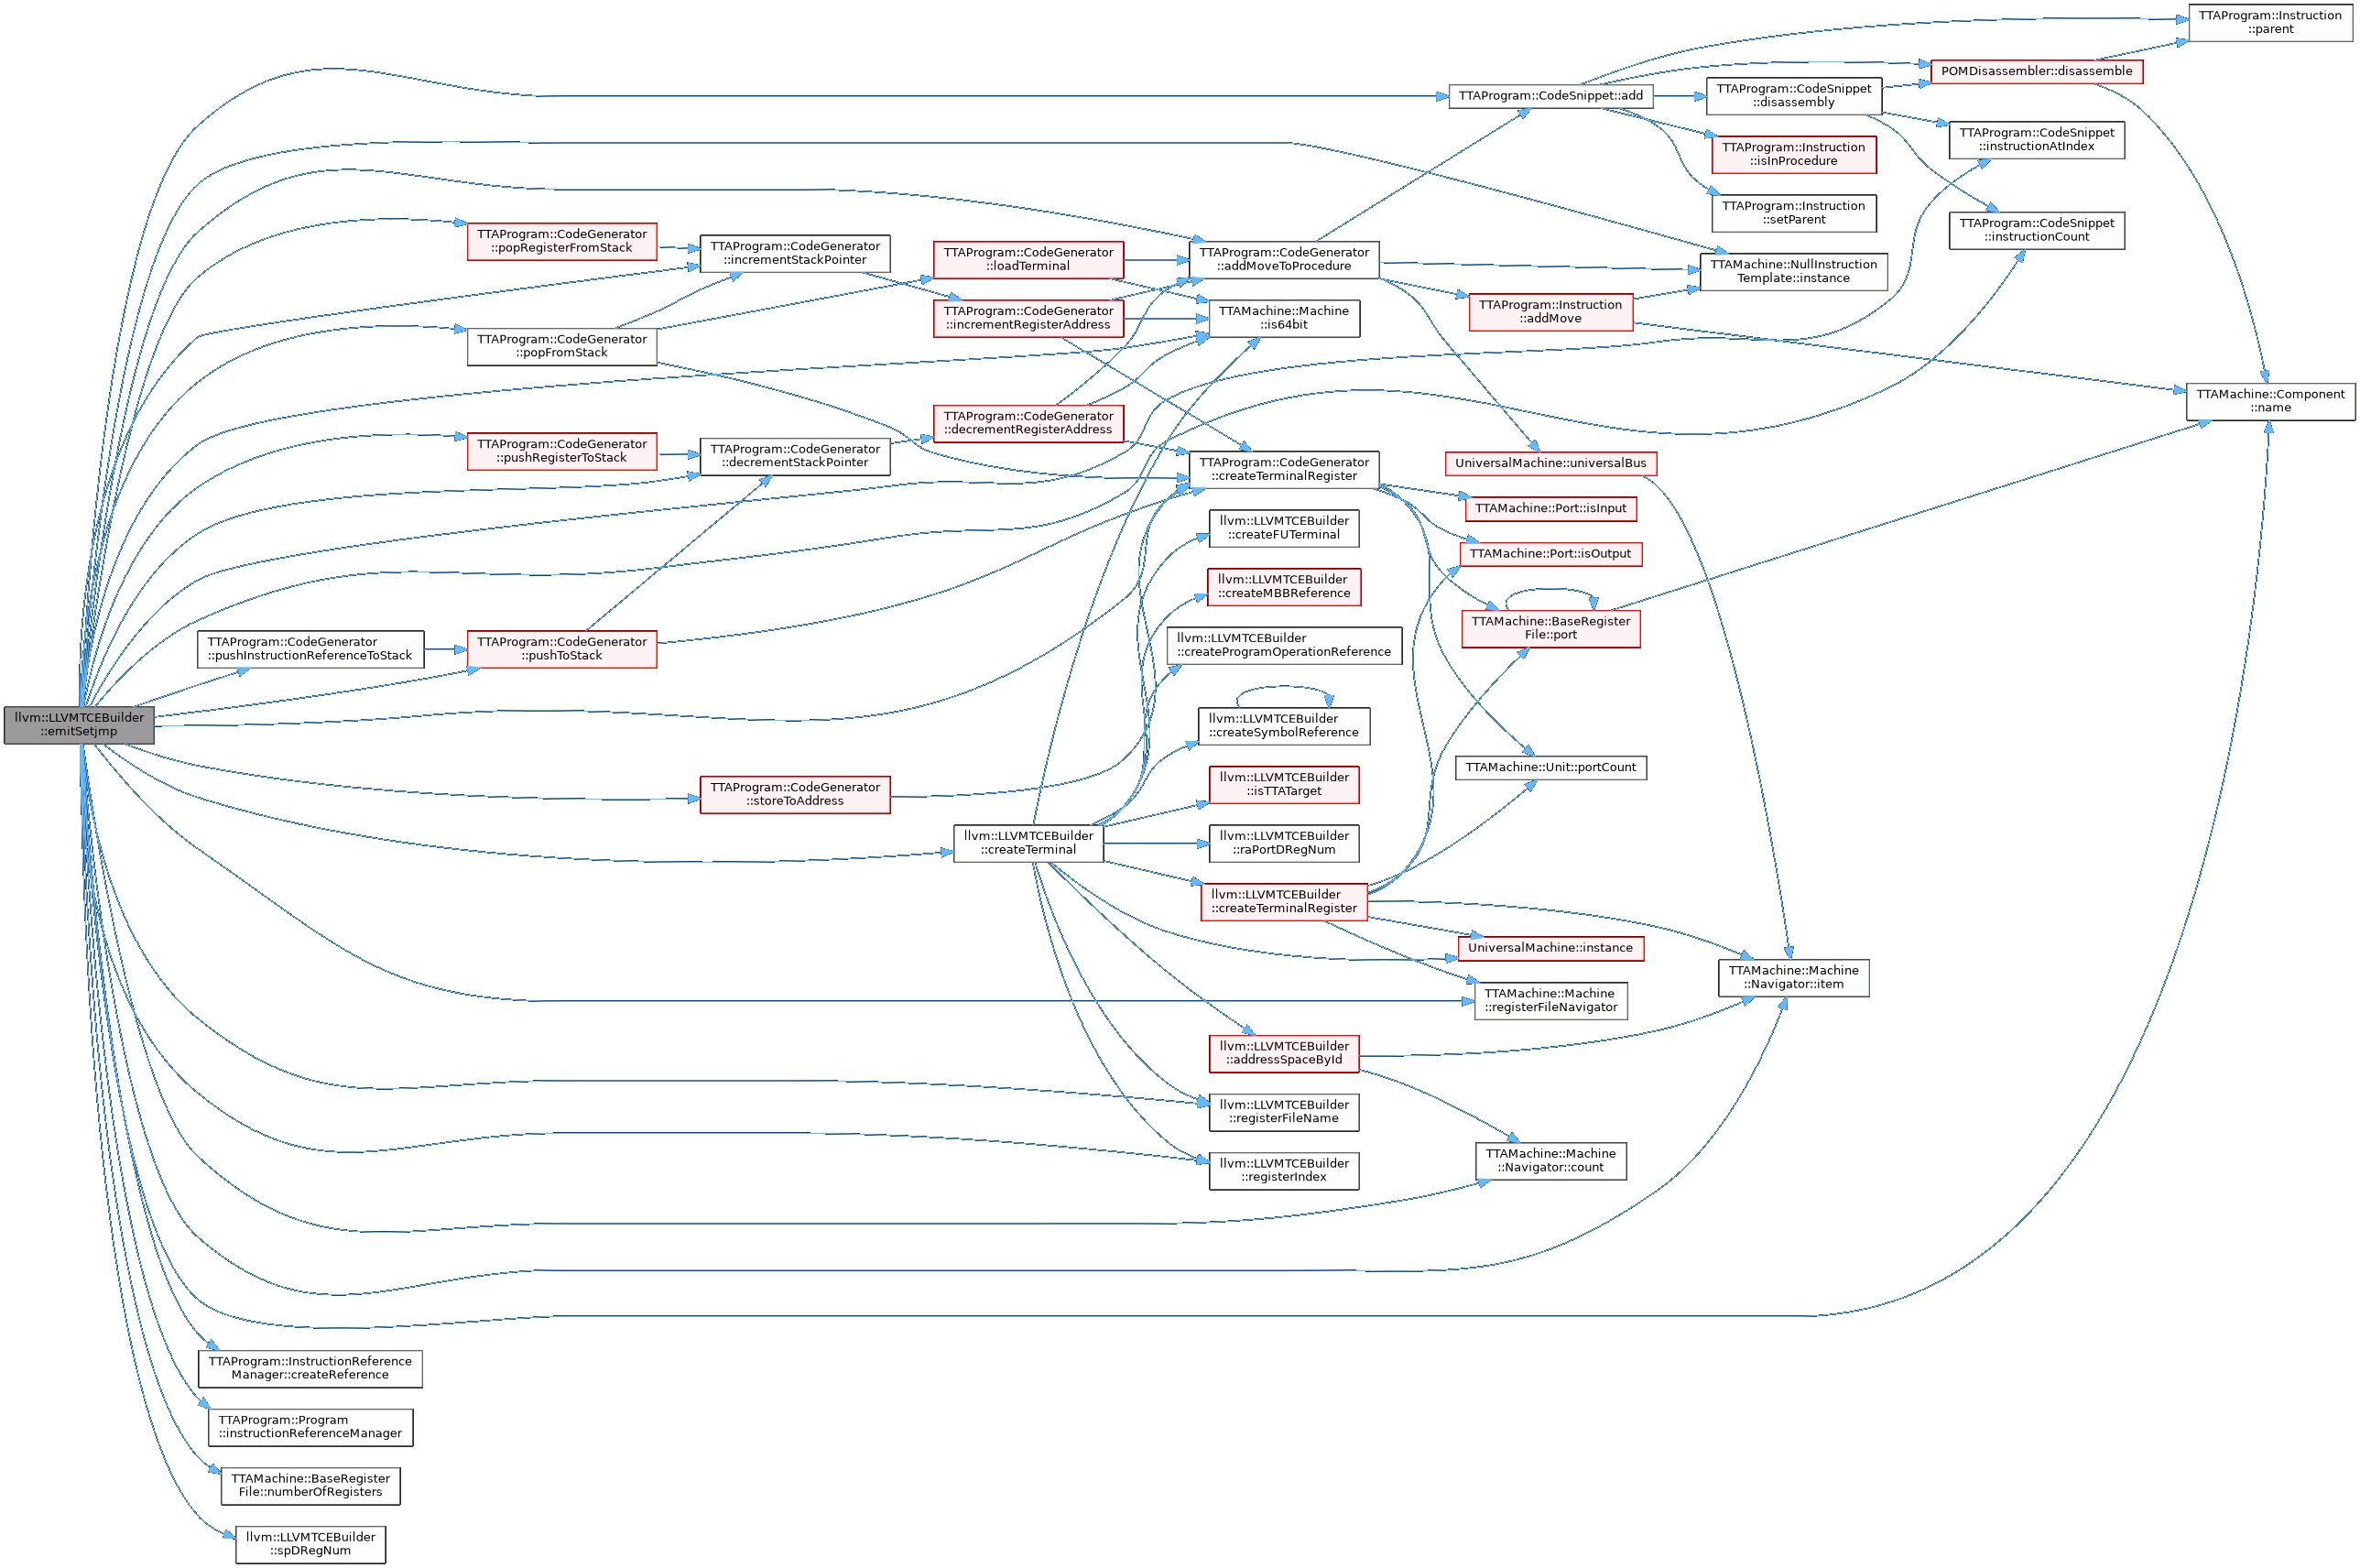 llvm::LLVMTCEBuilder
::emitSetjmp
TTAProgram::CodeGenerator
::pushInstructionReferenceToStack
TTAProgram::InstructionReference
Manager::createReference
TTAProgram::Program
::instructionReferenceManager
TTAMachine::BaseRegister
File::numberOfRegisters
llvm::LLVMTCEBuilder
::spDRegNum
TTAProgram::CodeGenerator
::popRegisterFromStack
TTAProgram::CodeGenerator
::popFromStack
TTAProgram::CodeGenerator
::pushRegisterToStack
TTAProgram::CodeGenerator
::pushToStack
TTAProgram::CodeGenerator
::incrementStackPointer
TTAProgram::CodeGenerator
::decrementStackPointer
TTAProgram::CodeGenerator
::storeToAddress
TTAProgram::CodeGenerator
::loadTerminal
TTAProgram::CodeGenerator
::incrementRegisterAddress
TTAProgram::CodeGenerator
::decrementRegisterAddress
llvm::LLVMTCEBuilder
::createTerminal
TTAProgram::CodeGenerator
::addMoveToProcedure
TTAMachine::Machine
::is64bit
TTAProgram::CodeGenerator
::createTerminalRegister
llvm::LLVMTCEBuilder
::createFUTerminal
llvm::LLVMTCEBuilder
::createMBBReference
llvm::LLVMTCEBuilder
::createProgramOperationReference
llvm::LLVMTCEBuilder
::createSymbolReference
llvm::LLVMTCEBuilder
::isTTATarget
llvm::LLVMTCEBuilder
::raPortDRegNum
llvm::LLVMTCEBuilder
::createTerminalRegister
llvm::LLVMTCEBuilder
::addressSpaceById
llvm::LLVMTCEBuilder
::registerFileName
llvm::LLVMTCEBuilder
::registerIndex
TTAProgram::CodeSnippet::add
TTAProgram::Instruction
::addMove
UniversalMachine::universalBus
TTAMachine::Port::isInput
TTAMachine::Port::isOutput
TTAMachine::BaseRegister
File::port
TTAMachine::Unit::portCount
UniversalMachine::instance
TTAMachine::Machine
::registerFileNavigator
TTAMachine::Machine
::Navigator::count
TTAProgram::CodeSnippet
::disassembly
TTAProgram::Instruction
::isInProcedure
TTAProgram::Instruction
::setParent
TTAMachine::NullInstruction
Template::instance
TTAMachine::Machine
::Navigator::item
POMDisassembler::disassemble
TTAProgram::CodeSnippet
::instructionAtIndex
TTAProgram::CodeSnippet
::instructionCount
TTAProgram::Instruction
::parent
TTAMachine::Component
::name